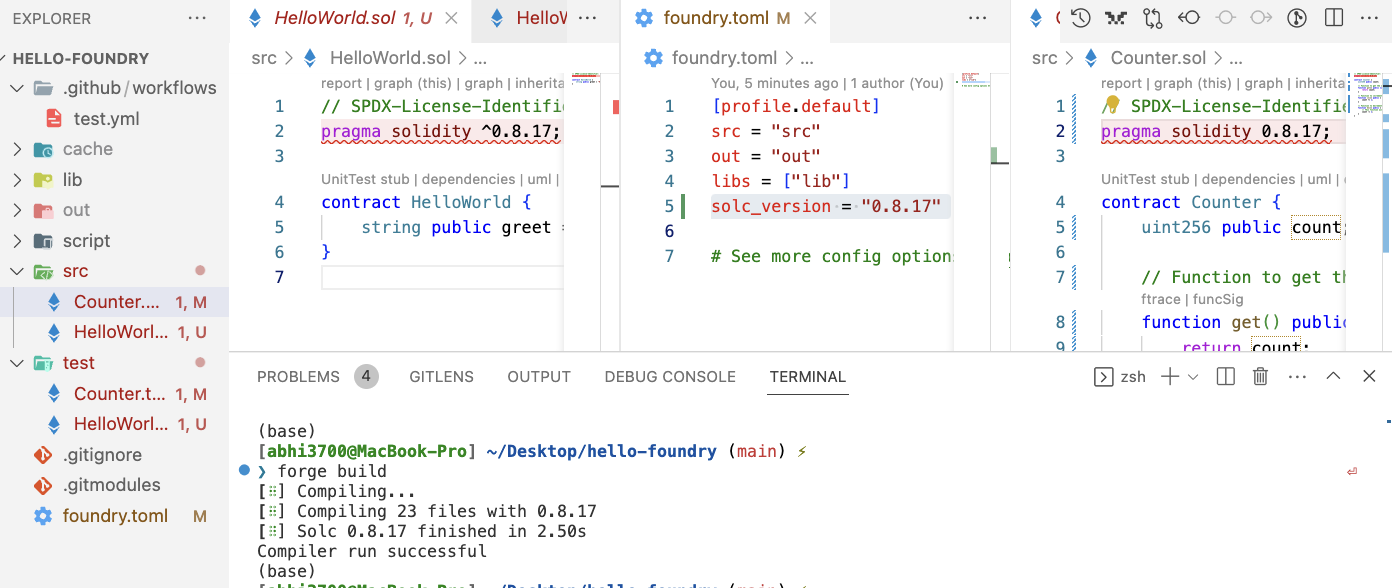 EXPLORER ...
HELLO-FOUNDRY
.github/workflows
test.yml
cache
lib
out
script
src
Counter.... 1, M
HelloWorl... 1, U
test
Counter.t... 1, M
HelloWorl... 1, U
.gitignore
.gitmodules
foundry.toml M
HelloWorld.sol 1, U
HelloW
src > HelloWorld.sol > ...
report | graph (this) | graph | inherita
1 // SPDX-License-Identifi
2 pragma solidity ^0.8.17;
3
UnitTest stub | dependencies | uml |
4 contract HelloWorld {
5 string public greet
6 }
7
foundry.toml M
foundry.toml > ...
You, 5 minutes ago | 1 author (You)
1 [profile.default]
2 src = "src"
3 out = "out"
4 libs = ["lib"]
5 solc_version = "0.8.17"
6
7 # See more config option
src > Counter.sol > ...
report | graph (this) | graph | inherita
1 // SPDX-License-Identifi
2 pragma solidity 0.8.17;
3
UnitTest stub | dependencies | uml |
4 contract Counter {
5 uint256 public count;
6
7 // Function to get th
ftrace | funcSig
8 function get() public
9 return count;
PROBLEMS 4 GITLENS OUTPUT DEBUG CONSOLE TERMINAL zsh
(base)
[abhi3700@MacBook-Pro] ~/Desktop/hello-foundry (main) ⚡
❯ forge build
[⠿] Compiling...
[⠿] Compiling 23 files with 0.8.17
[⠿] Solc 0.8.17 finished in 2.50s
Compiler run successful
(base)
[abhi3700@MacBook-Pro] ~/Desktop/hello-foundry (main) ⚡